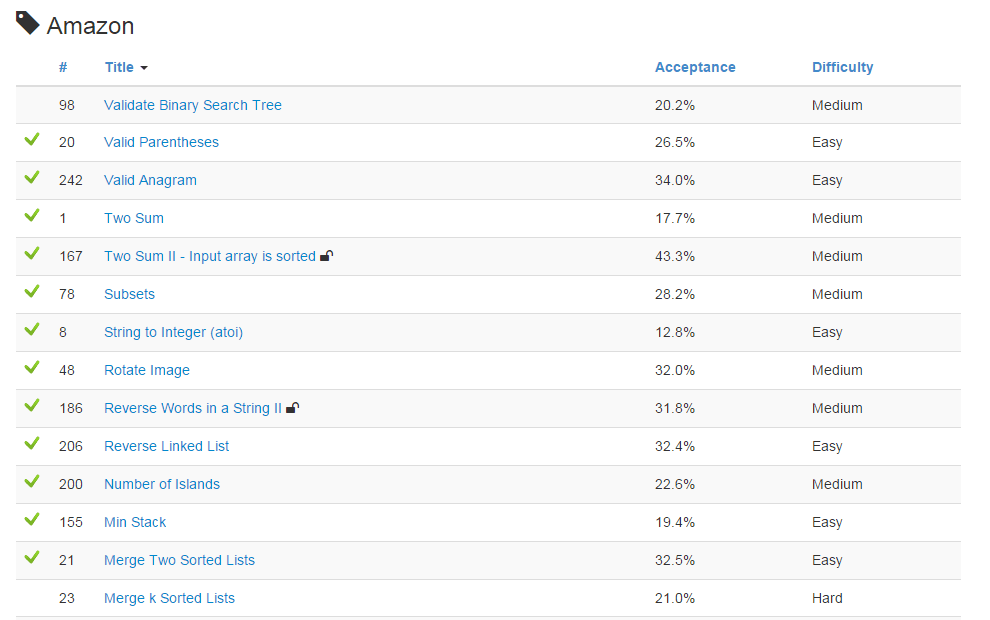 Amazon
# Title Acceptance Difficulty
98 Validate Binary Search Tree 20.2% Medium
20 Valid Parentheses 26.5% Easy
242 Valid Anagram 34.0% Easy
1 Two Sum 17.7% Medium
167 Two Sum II - Input array is sorted 43.3% Medium
78 Subsets 28.2% Medium
8 String to Integer (atoi) 12.8% Easy
48 Rotate Image 32.0% Medium
186 Reverse Words in a String II 31.8% Medium
206 Reverse Linked List 32.4% Easy
200 Number of Islands 22.6% Medium
155 Min Stack 19.4% Easy
21 Merge Two Sorted Lists 32.5% Easy
23 Merge k Sorted Lists 21.0% Hard